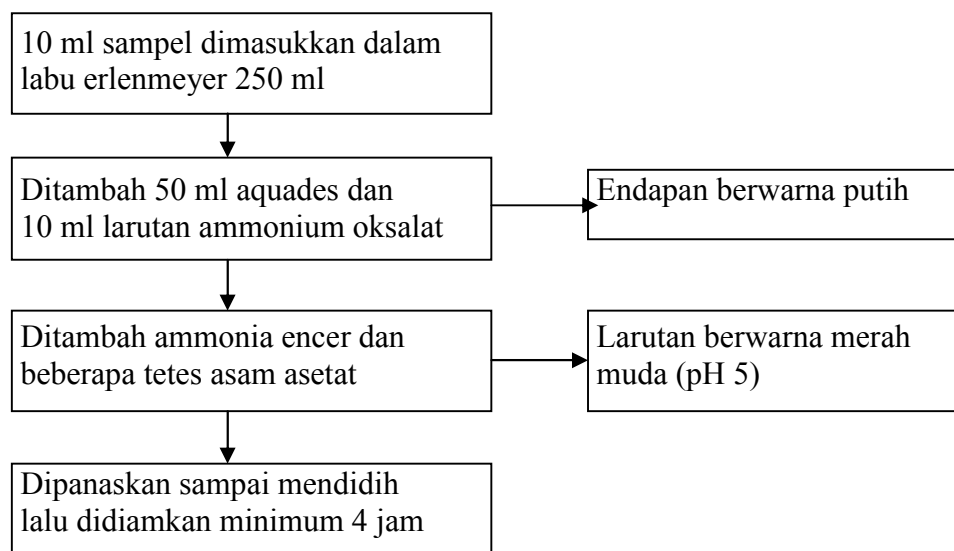 10 ml sampel dimasukkan dalam
labu erlenmeyer 250 ml
Ditambah 50 ml aquades dan
10 ml larutan ammonium oksalat
Endapan berwarna putih
Ditambah ammonia encer dan
beberapa tetes asam asetat
Larutan berwarna merah
muda (pH 5)
Dipanaskan sampai mendidih
lalu didiamkan minimum 4 jam